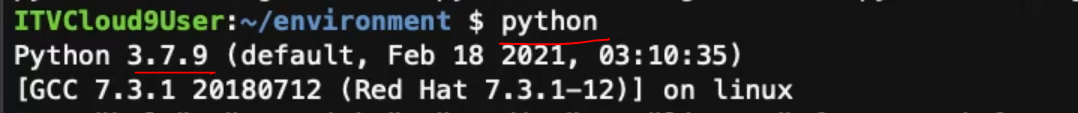 ITVCloud9User:~/environment $ python
Python 3.7.9 (default, Feb 18 2021, 03:10:35)
[GCC 7.3.1 20180712 (Red Hat 7.3.1-12)] on linux